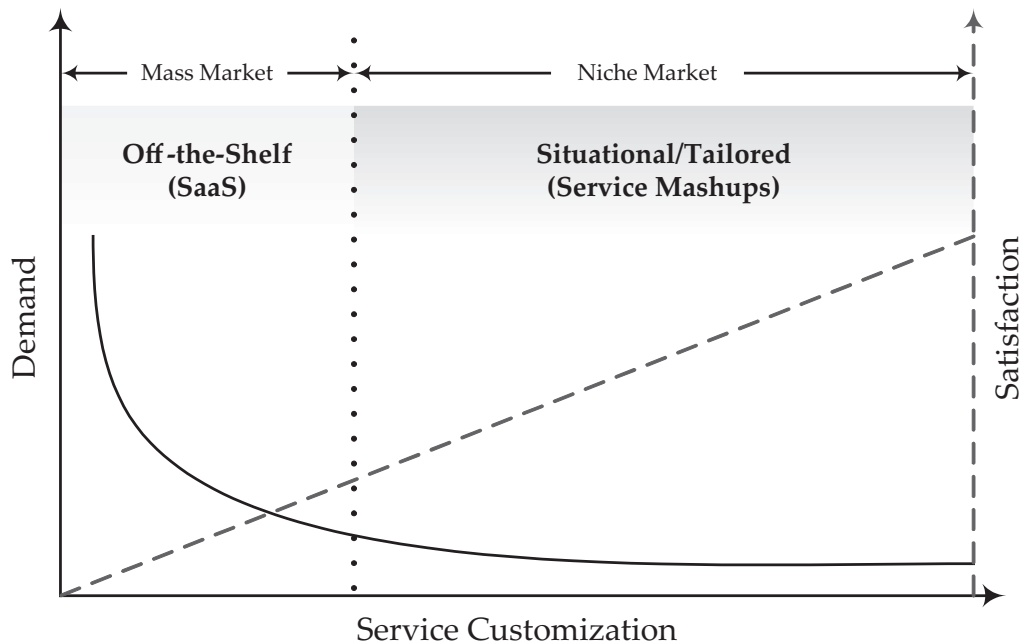 Mass Market
Niche Market
Off-the-Shelf
(SaaS)
Situational/Tailored
(Service Mashups)
Demand
Satisfaction
Service Customization